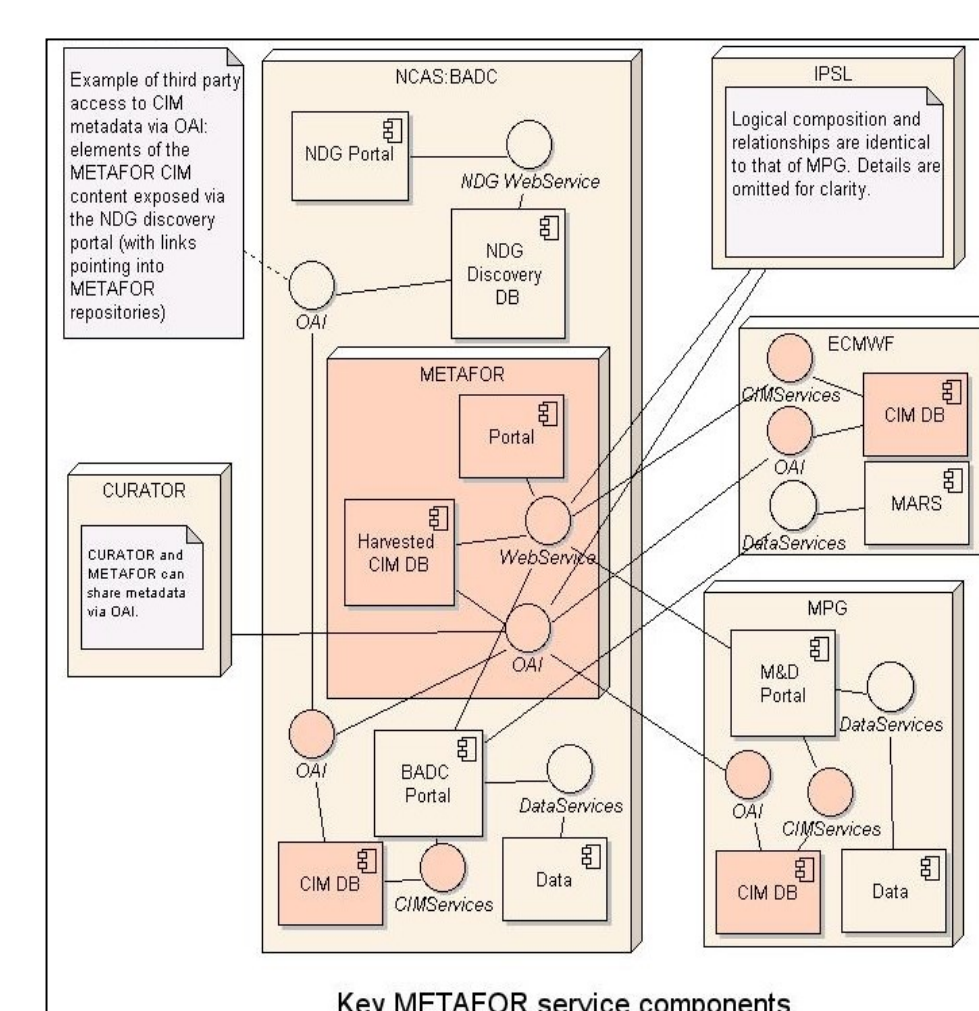 Example of third party
access to CIM
metadata via OAI:
elements of the
METAFOR CIM
content exposed via
the NDG discovery
portal (with links
pointing into
METAFOR
repositories)
NCAS:BADC
NDG Portal
NDG WebService
NDG
Discovery
DB
OAI
METAFOR
Portal
Harvested
CIM DB
WebService
OAI
CURATOR
CURATOR and
METAFOR can
share metadata
via OAI.
OAI
BADC
Portal
DataServices
CIM DB
CIMServices
Data
IPSL
Logical composition and
relationships are identical
to that of MPG. Details are
omitted for clarity.
ECMWF
CIMServices
CIM DB
OAI
MARS
DataServices
MPG
M&D
Portal
DataServices
OAI
CIMServices
CIM DB
Data
Key METAFOR service components